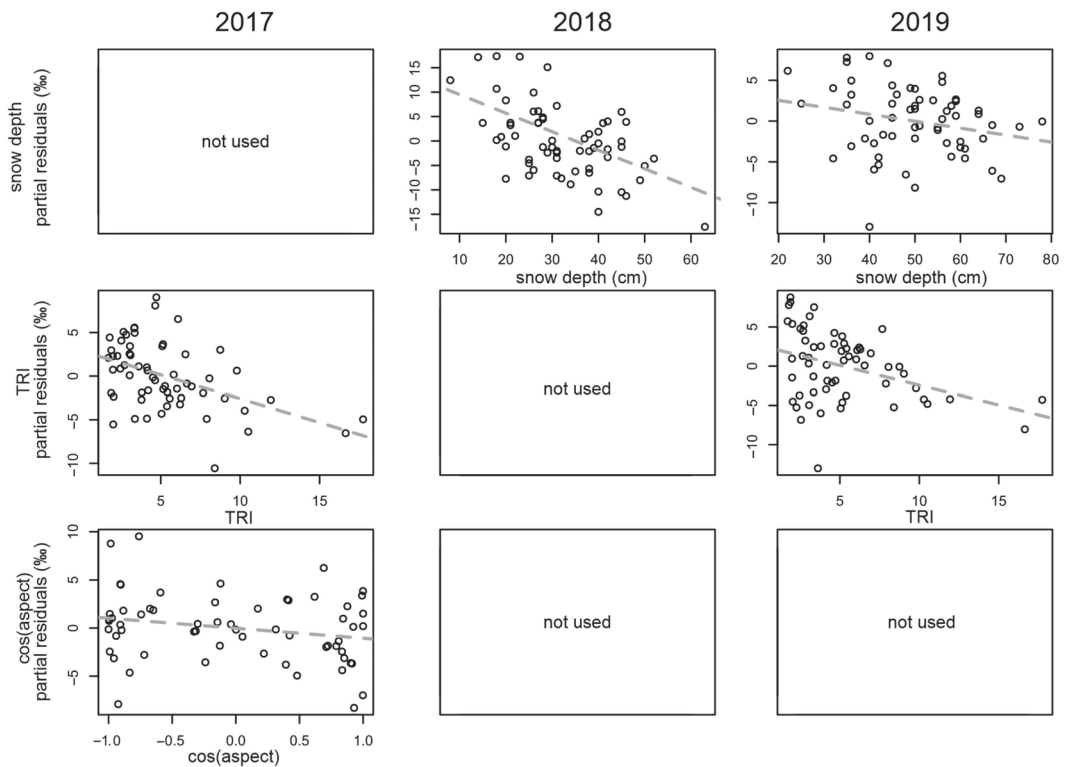 2017 2018 2019
snow depth
partial residuals (‰)
not used
15
10
5
0
−5
−10
−15
10 20 30 40 50 60
snow depth (cm)
5
0
−5
−10
20 30 40 50 60 70 80
snow depth (cm)
TRI
partial residuals (‰)
5
0
−5
−10
5 10 15
TRI
not used
5
0
−5
−10
5 10 15
TRI
cos(aspect)
partial residuals (‰)
10
5
0
−5
−1.0 −0.5 0.0 0.5 1.0
cos(aspect)
not used
not used